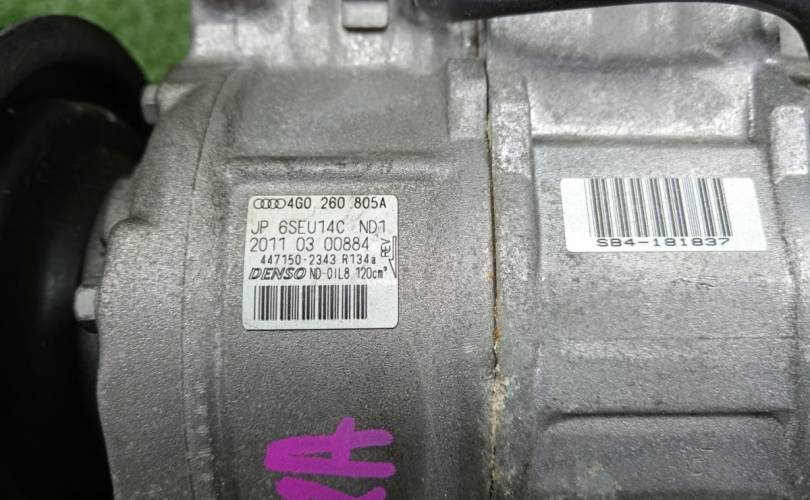 4G0 260 805A
JP 6SEU14C ND1
2011 03 00884
REV
447150-2343 R134a
DENSO ND-OIL8 120cm³
SB4-181837